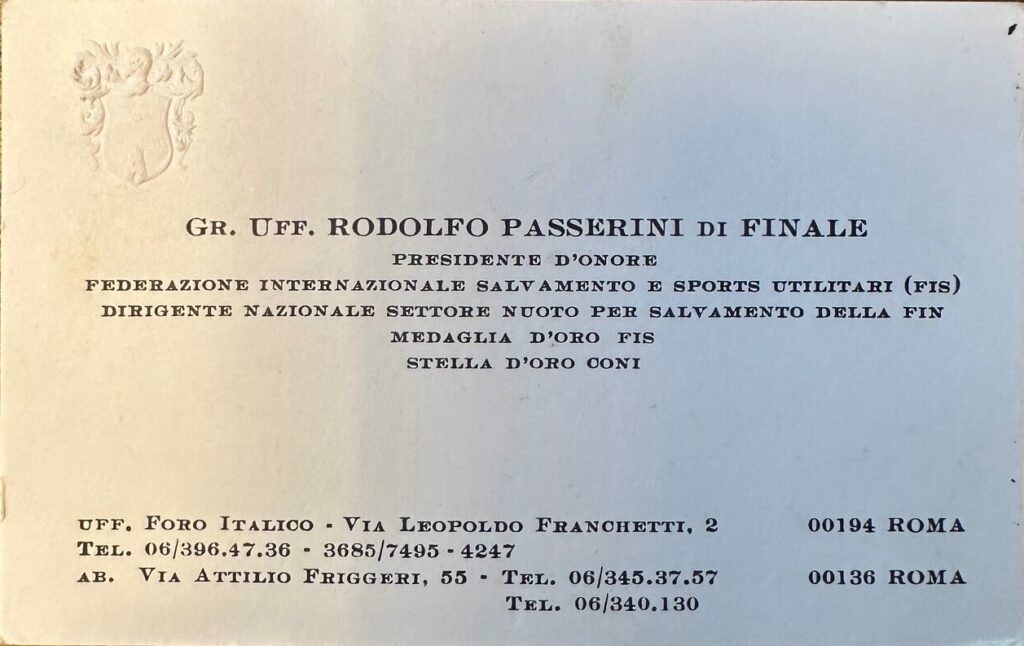 Gr. Uff. RODOLFO PASSERINI DI FINALE
PRESIDENTE D'ONORE
FEDERAZIONE INTERNAZIONALE SALVAMENTO E SPORTS UTILITARI (FIS)
DIRIGENTE NAZIONALE SETTORE NUOTO PER SALVAMENTO DELLA FIN
MEDAGLIA D'ORO FIS
STELLA D'ORO CONI
UFF. Foro Italico - Via Leopoldo Franchetti, 2 00194 ROMA
Tel. 06/396.47.36 - 3685/7495 - 4247
AB. Via Attilio Friggeri, 55 - Tel. 06/345.37.57 00136 ROMA
Tel. 06/340.130